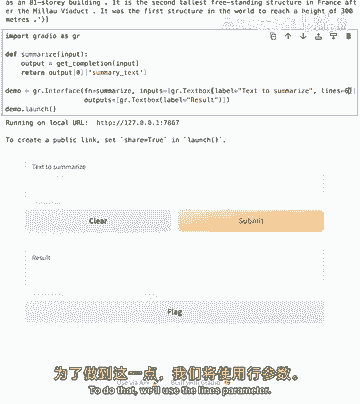 as an 81-storey building . It is the second tallest free-standing structure in France aft
er the Millau Viaduct . It was the first structure in the world to reach a height of 300
metres .'}]
import gradio as gr
def summarize(input):
    output = get_completion(input)
    return output[0]['summary_text']
demo = gr.Interface(fn=summarize, inputs=[gr.Textbox(label="Text to summarize", lines=6)]
outputs=[gr.Textbox(label="Result")])
demo.launch()
Running on local URL:  http://127.0.0.1:7867
To create a public link, set `share=True` in `launch()`.
Text to summarize
Clear
Submit
Result
Flag
为了做到这一点，我们将使用行参数。
To do that, we'll use the lines parameter.